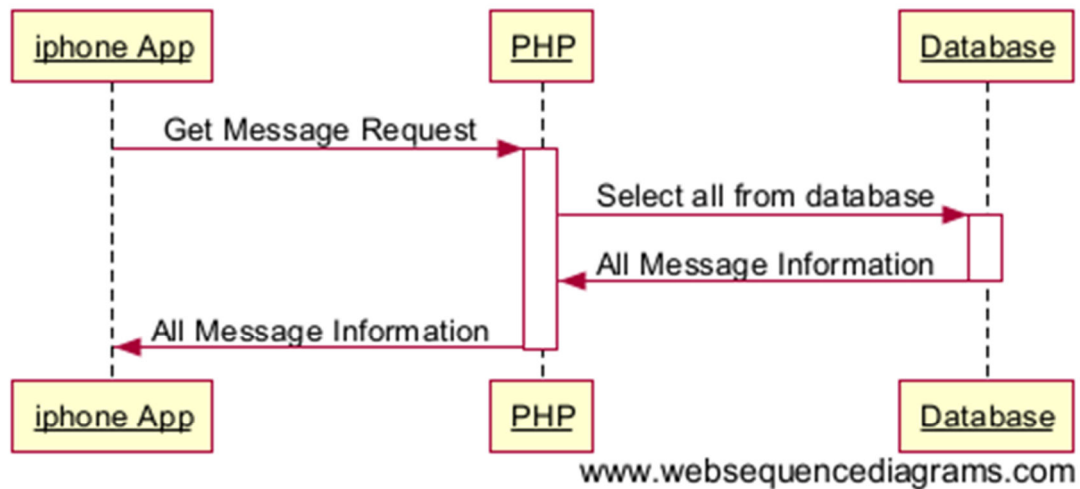 iphone App
PHP
Database
Get Message Request
Select all from database
All Message Information
All Message Information
iphone App
PHP
Database
www.websequencediagrams.com